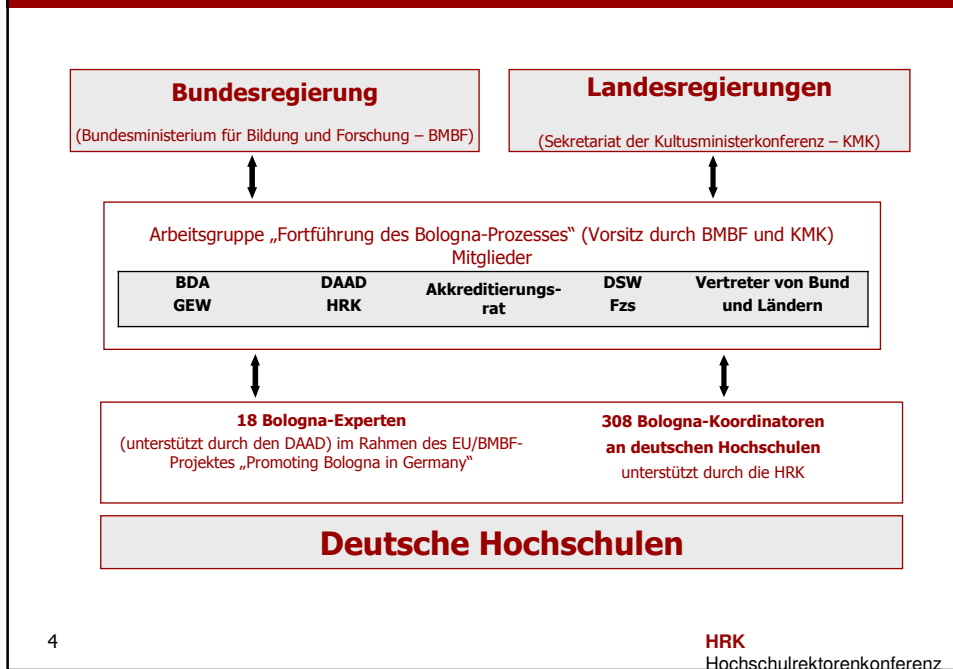 Bundesregierung
(Bundesministerium für Bildung und Forschung – BMBF)
Landesregierungen
(Sekretariat der Kultusministerkonferenz – KMK)
Arbeitsgruppe „Fortführung des Bologna-Prozesses“ (Vorsitz durch BMBF und KMK)
Mitglieder
BDA
GEW
DAAD
HRK
Akkreditierungs-
rat
DSW
Fzs
Vertreter von Bund
und Ländern
18 Bologna-Experten
(unterstützt durch den DAAD) im Rahmen des EU/BMBF-
Projektes „Promoting Bologna in Germany“
308 Bologna-Koordinatoren
an deutschen Hochschulen
unterstützt durch die HRK
Deutsche Hochschulen
4
HRK
Hochschulrektorenkonferenz